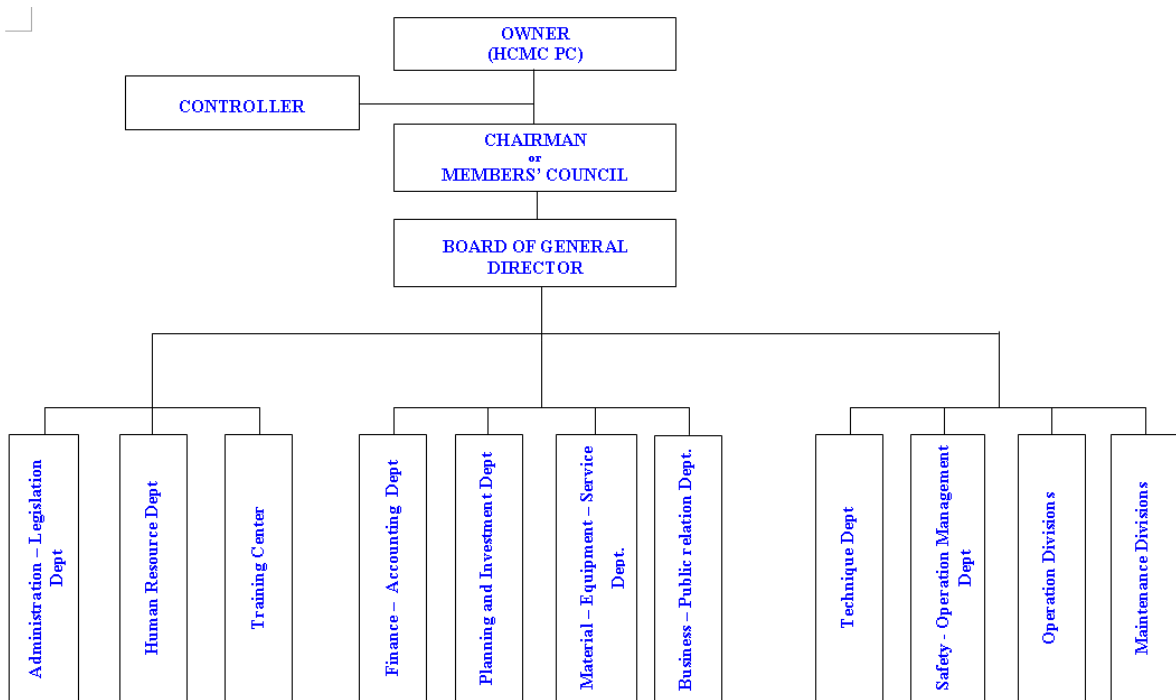 OWNER
(HCMC PC)
CONTROLLER
CHAIRMAN
or
MEMBERS’ COUNCIL
BOARD OF GENERAL
DIRECTOR
Administration – Legislation
Dept
Human Resource Dept
Training Center
Finance – Accounting Dept
Planning and Investment Dept
Material – Equipment – Service
Dept.
Business – Public relation Dept.
Technique Dept
Safety - Operation Management
Dept
Operation Divisions
Maintenance Divisions